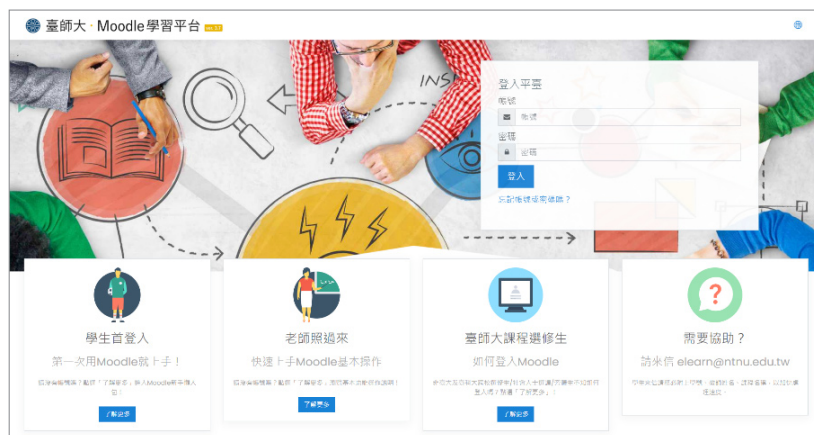 臺師大 · Moodle學習平台
INS
登入平臺
帳號
帳號
密碼
密碼
登入
忘記帳號或密碼嗎？
學生首登入
第一次用Moodle就上手！
了解更多
老師照過來
快速上手Moodle基本操作
了解更多
臺師大課程選修生
如何登入Moodle
了解更多
需要協助？
請來信 elearn@ntnu.edu.tw